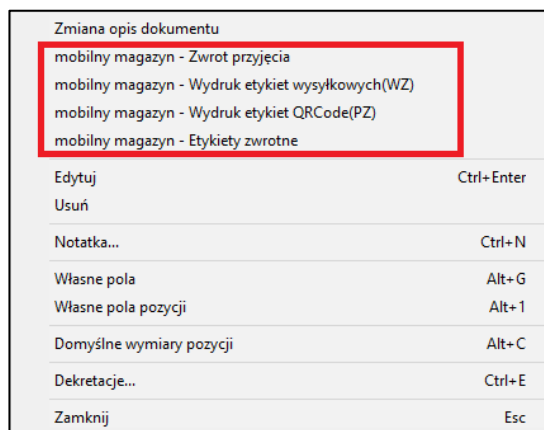 Zmiana opis dokumentu
mobilny magazyn - Zwrot przyjęcia
mobilny magazyn - Wydruk etykiet wysyłkowych(WZ)
mobilny magazyn - Wydruk etykiet QRCode(PZ)
mobilny magazyn - Etykiety zwrotne
Edytuj Ctrl+Enter
Usuń
Notatka... Ctrl+N
Własne pola Alt+G
Własne pola pozycji Alt+1
Domyślne wymiary pozycji Alt+C
Dekretacje... Ctrl+E
Zamknij Esc